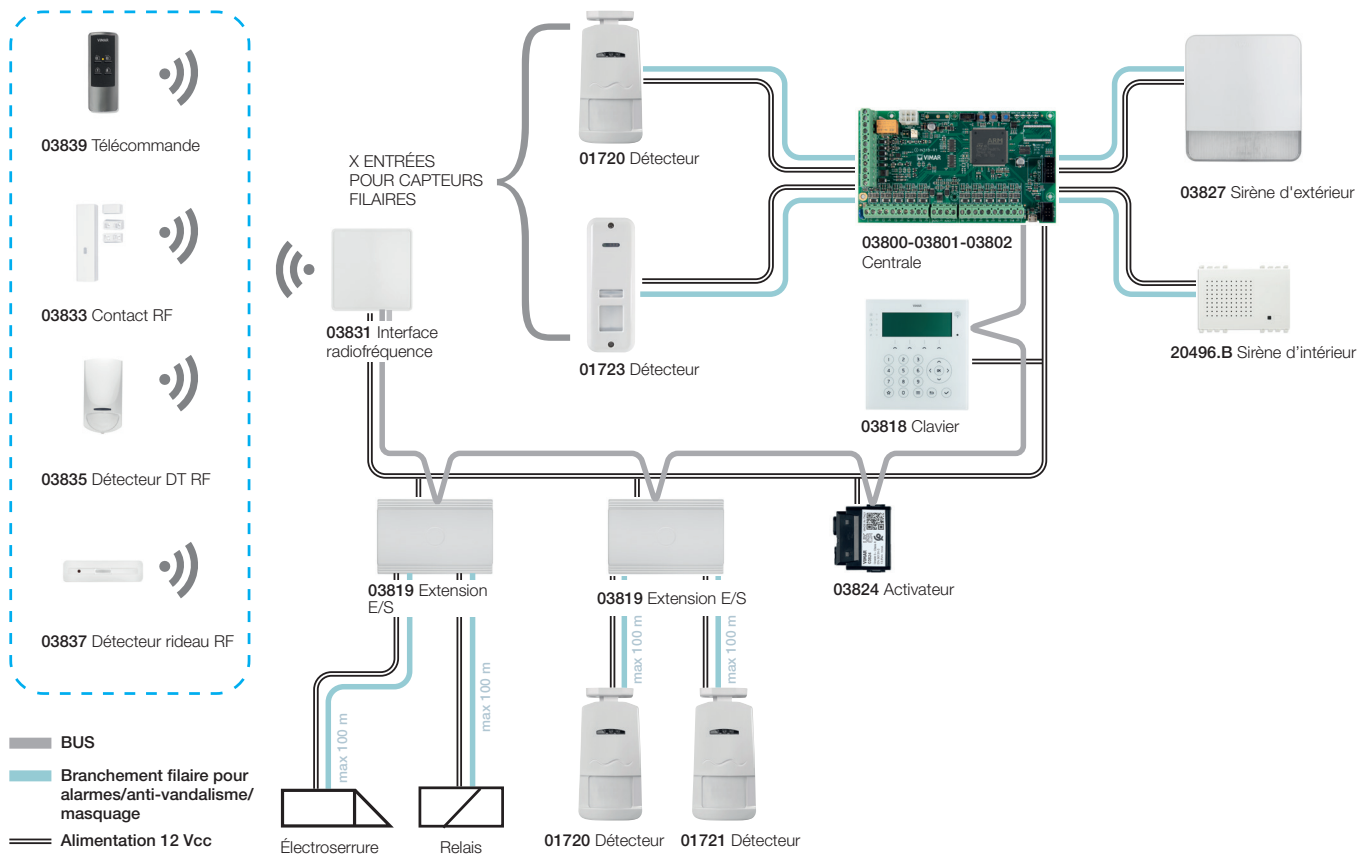 03839 Télécommande
03833 Contact RF
03835 Détecteur DT RF
03837 Détecteur rideau RF
X ENTRÉES
POUR CAPTEURS
FILAIRES
03831 Interface
radiofréquence
01720 Détecteur
01723 Détecteur
VIMAR
ARM
03800-03801-03802
Centrale
03818 Clavier
03827 Sirène d'extérieur
20496.B Sirène d’intérieur
03819 Extension
E/S
03819 Extension E/S
03824 Activateur
max 100 m
max 100 m
max 100 m
max 100 m
Électroserrure
Relais
01720 Détecteur
01721 Détecteur
BUS
Branchement filaire pour
alarmes/anti-vandalisme/
masquage
Alimentation 12 Vcc